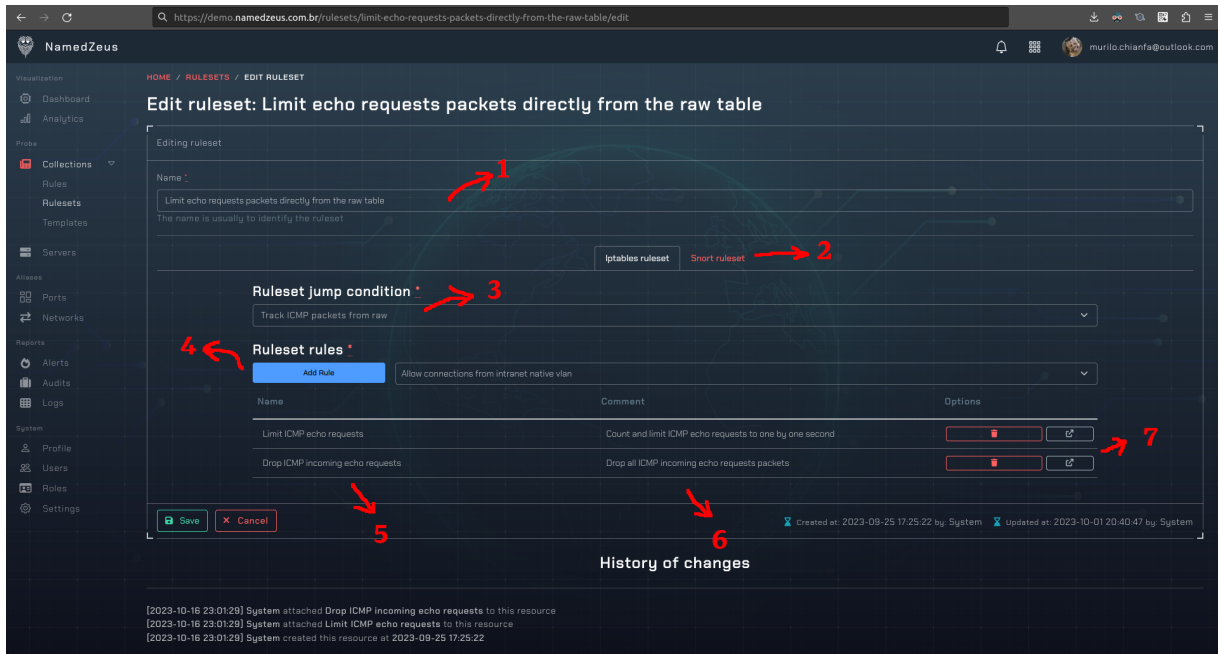 https://demo.namedzeus.com.br/rulesets/limit-echo-requests-packets-directly-from-the-raw-table/edit
NamedZeus
murilo.chianfa@outlook.com
Visualization
Dashboard
Analytics
Probe
Collections
Rules
Rulesets
Templates
Servers
Aliases
Ports
Networks
Reports
Alerts
Audits
Logs
System
Profile
Users
Roles
Settings
HOME / RULESETS / EDIT RULESET
Edit ruleset: Limit echo requests packets directly from the raw table
Editing ruleset
Name *
1
Limit echo requests packets directly from the raw table
The name is usually to identify the ruleset
Iptables ruleset Snort ruleset 2
Ruleset jump condition * 3
Track ICMP packets from raw
4 Ruleset rules *
Add Rule Allow connections from intranet native vlan
Name Comment Options
Limit ICMP echo requests Count and limit ICMP echo requests to one by one second
7
Drop ICMP incoming echo requests Drop all ICMP incoming echo requests packets
5 6
Save X Cancel Created at: 2023-09-25 17:25:22 by: System Updated at: 2023-10-01 20:40:47 by: System
History of changes
[2023-10-16 23:01:29] System attached Drop ICMP incoming echo requests to this resource
[2023-10-16 23:01:29] System attached Limit ICMP echo requests to this resource
[2023-10-16 23:01:29] System created this resource at 2023-09-25 17:25:22